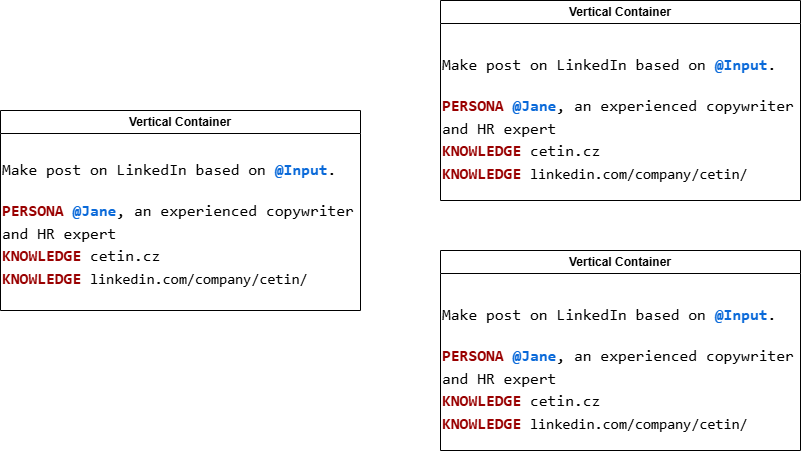 Vertical Container
Make post on LinkedIn based on @Input.
PERSONA @Jane, an experienced copywriter
and HR expert
KNOWLEDGE cetin.cz
KNOWLEDGE linkedin.com/company/cetin/
Vertical Container
Make post on LinkedIn based on @Input.
PERSONA @Jane, an experienced copywriter
and HR expert
KNOWLEDGE cetin.cz
KNOWLEDGE linkedin.com/company/cetin/
Vertical Container
Make post on LinkedIn based on @Input.
PERSONA @Jane, an experienced copywriter
and HR expert
KNOWLEDGE cetin.cz
KNOWLEDGE linkedin.com/company/cetin/